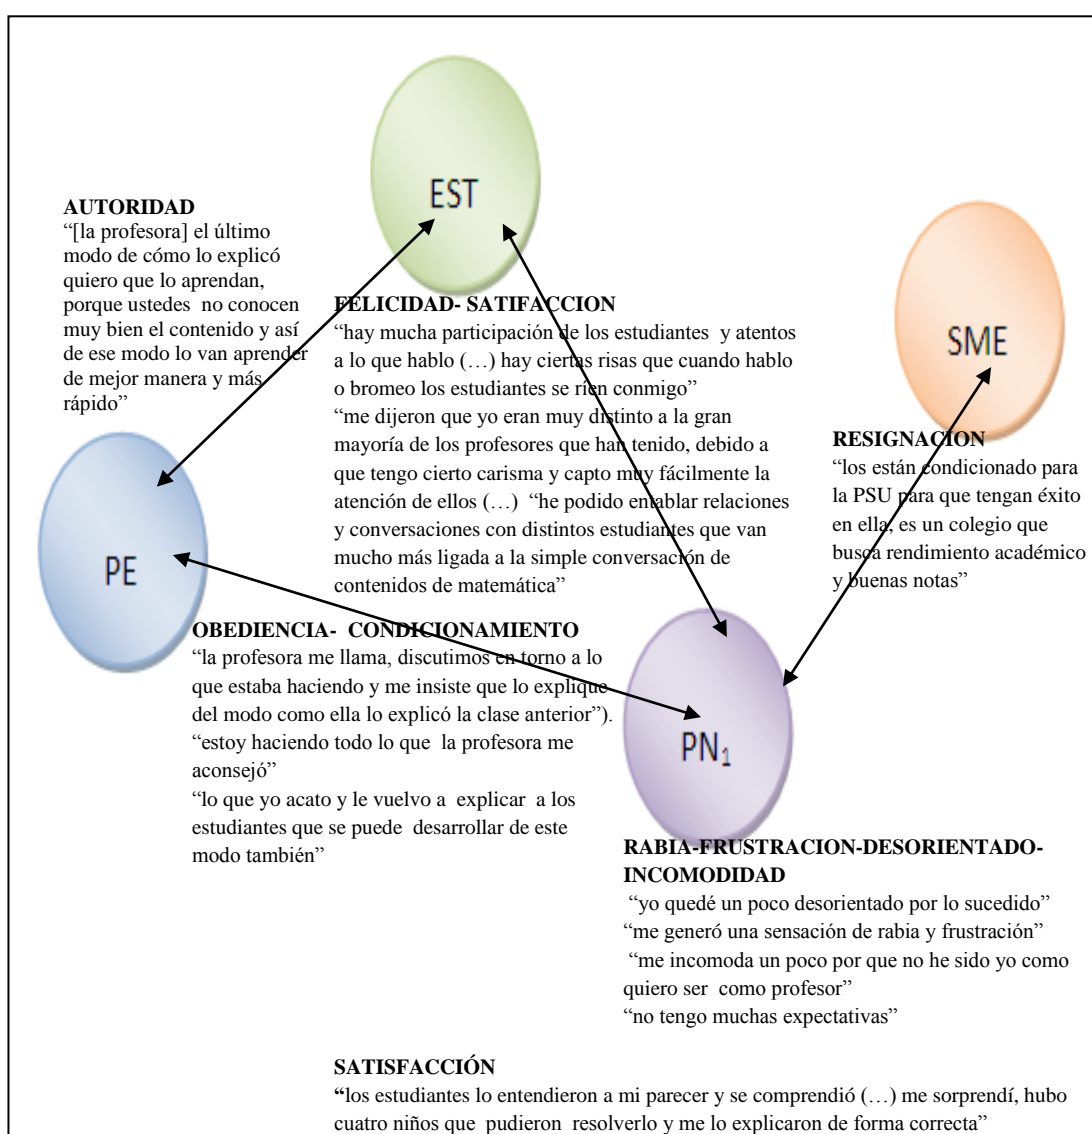 EST
AUTORIDAD
“[la profesora] el último
modo de cómo lo explicó
quiero que lo aprendan,
porque ustedes no conocen
muy bien el contenido y así
de ese modo lo van aprender
de mejor manera y más
rápido”
FELICIDAD- SATIFACCION
“hay mucha participación de los estudiantes y atentos
a lo que hablo (…) hay ciertas risas que cuando hablo
o bromeo los estudiantes se ríen conmigo”
“me dijeron que yo eran muy distinto a la gran
mayoría de los profesores que han tenido, debido a
que tengo cierto carisma y capto muy fácilmente la
atención de ellos (…) “he podido entablar relaciones
y conversaciones con distintos estudiantes que van
mucho más ligada a la simple conversación de
contenidos de matemática”
SME
RESIGNACION
“los están condicionado para
la PSU para que tengan éxito
en ella, es un colegio que
busca rendimiento académico
y buenas notas”
PE
OBEDIENCIA- CONDICIONAMIENTO
“la profesora me llama, discutimos en torno a lo
que estaba haciendo y me insiste que lo explique
del modo como ella lo explicó la clase anterior”).
“estoy haciendo todo lo que la profesora me
aconsejó”
“lo que yo acato y le vuelvo a explicar a los
estudiantes que se puede desarrollar de este
modo también”
PN₁
RABIA-FRUSTRACION-DESORIENTADO-
INCOMODIDAD
“yo quedé un poco desorientado por lo sucedido”
“me generó una sensación de rabia y frustración”
“me incomoda un poco por que no he sido yo como
quiero ser como profesor”
“no tengo muchas expectativas”
SATISFACCIÓN
“los estudiantes lo entendieron a mi parecer y se comprendió (…) me sorprendí, hubo
cuatro niños que pudieron resolverlo y me lo explicaron de forma correcta”